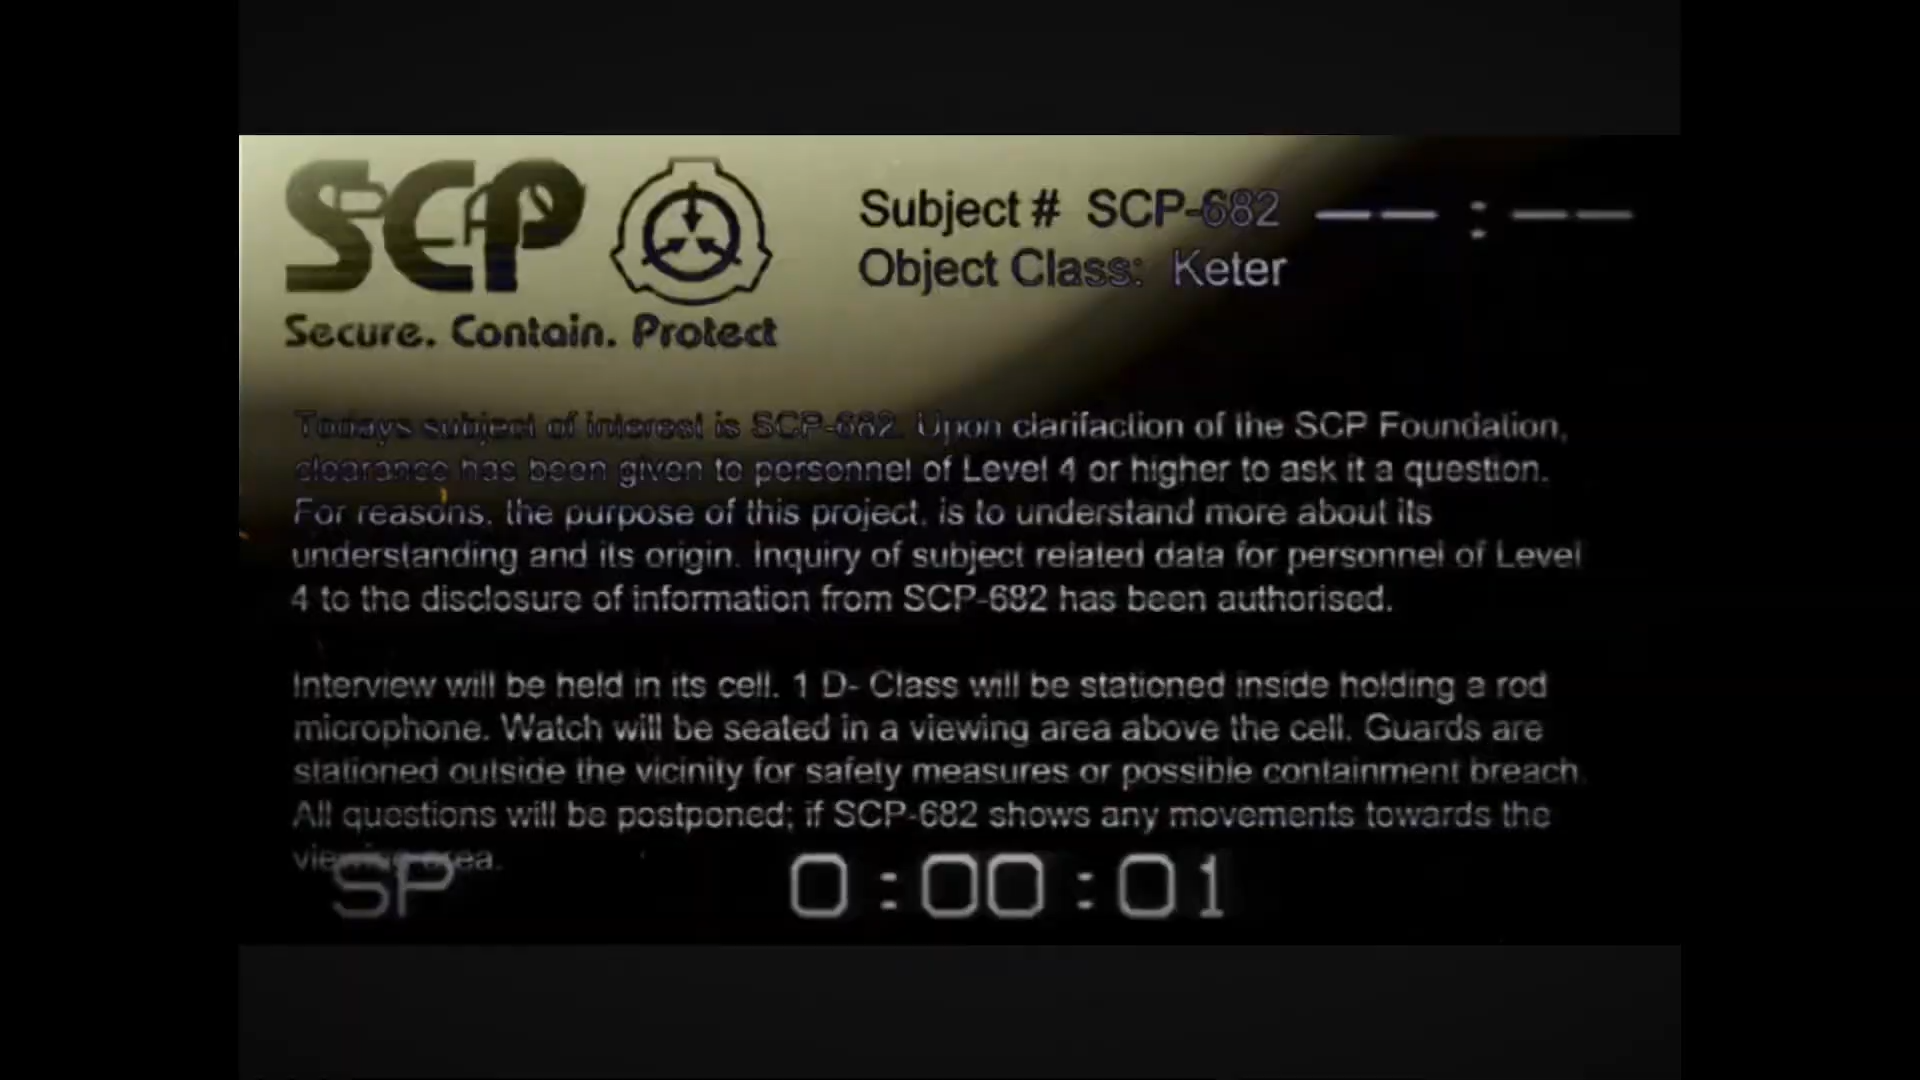 SCP
Secure. Contain. Protect
Subject # SCP-682
Object Class: Keter
-- : --
Todays subject of interest is SCP-682. Upon clarifaction of the SCP Foundation,
clearance has been given to personnel of Level 4 or higher to ask it a question.
For reasons, the purpose of this project, is to understand more about its
understanding and its origin. Inquiry of subject related data for personnel of Level
4 to the disclosure of information from SCP-682 has been authorised.
Interview will be held in its cell. 1 D- Class will be stationed inside holding a rod
microphone. Watch will be seated in a viewing area above the cell. Guards are
stationed outside the vicinity for safety measures or possible containment breach.
All questions will be postponed; if SCP-682 shows any movements towards the
viewing area.
SP 0:00:01